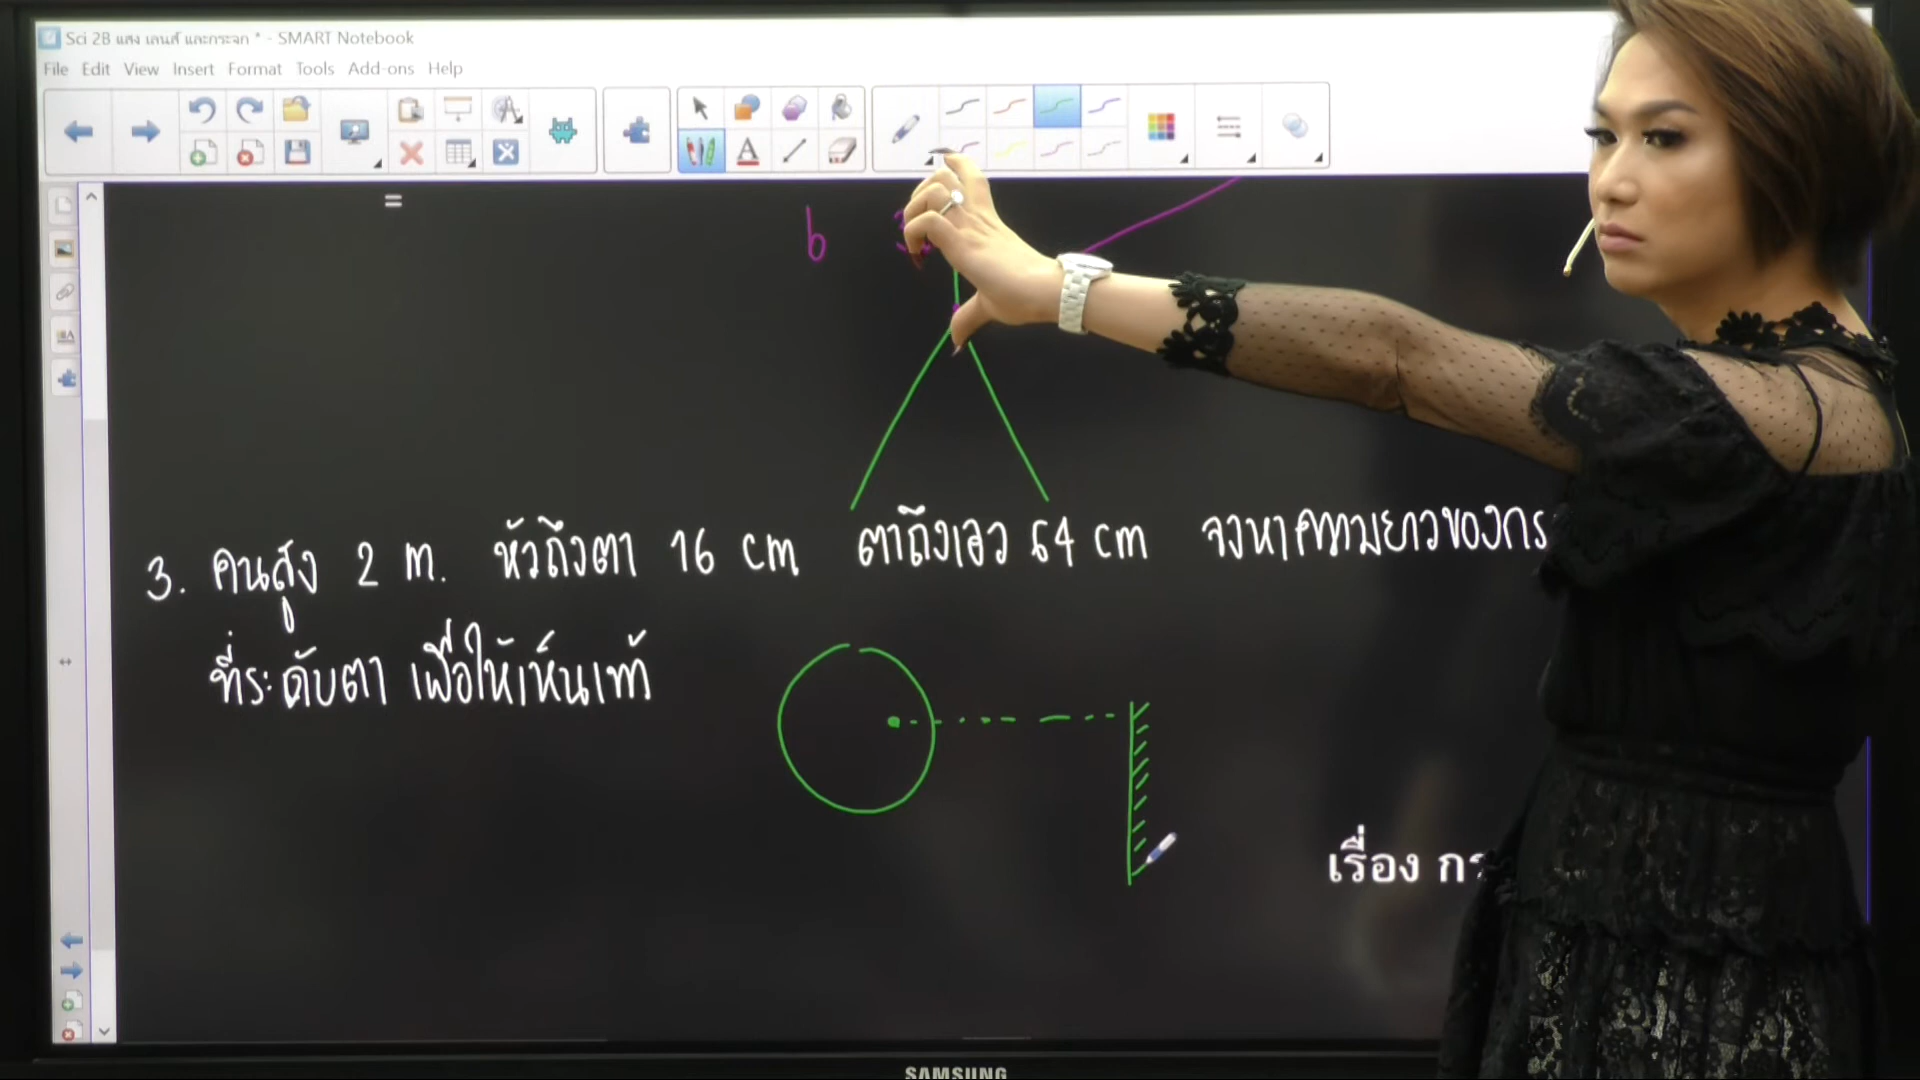 Sci 2B แสง เลนส์ และกระจก * - SMART Notebook
File Edit View Insert Format Tools Add-ons Help
=
b
3. คนสูง 2 m. หัวถึงตา 16 cm ตาถึงเอว 64 cm จงหาความยาวของกร
ที่ระดับตา เพื่อให้เห็นเท้า
เรื่อง กร
SAMSUNG